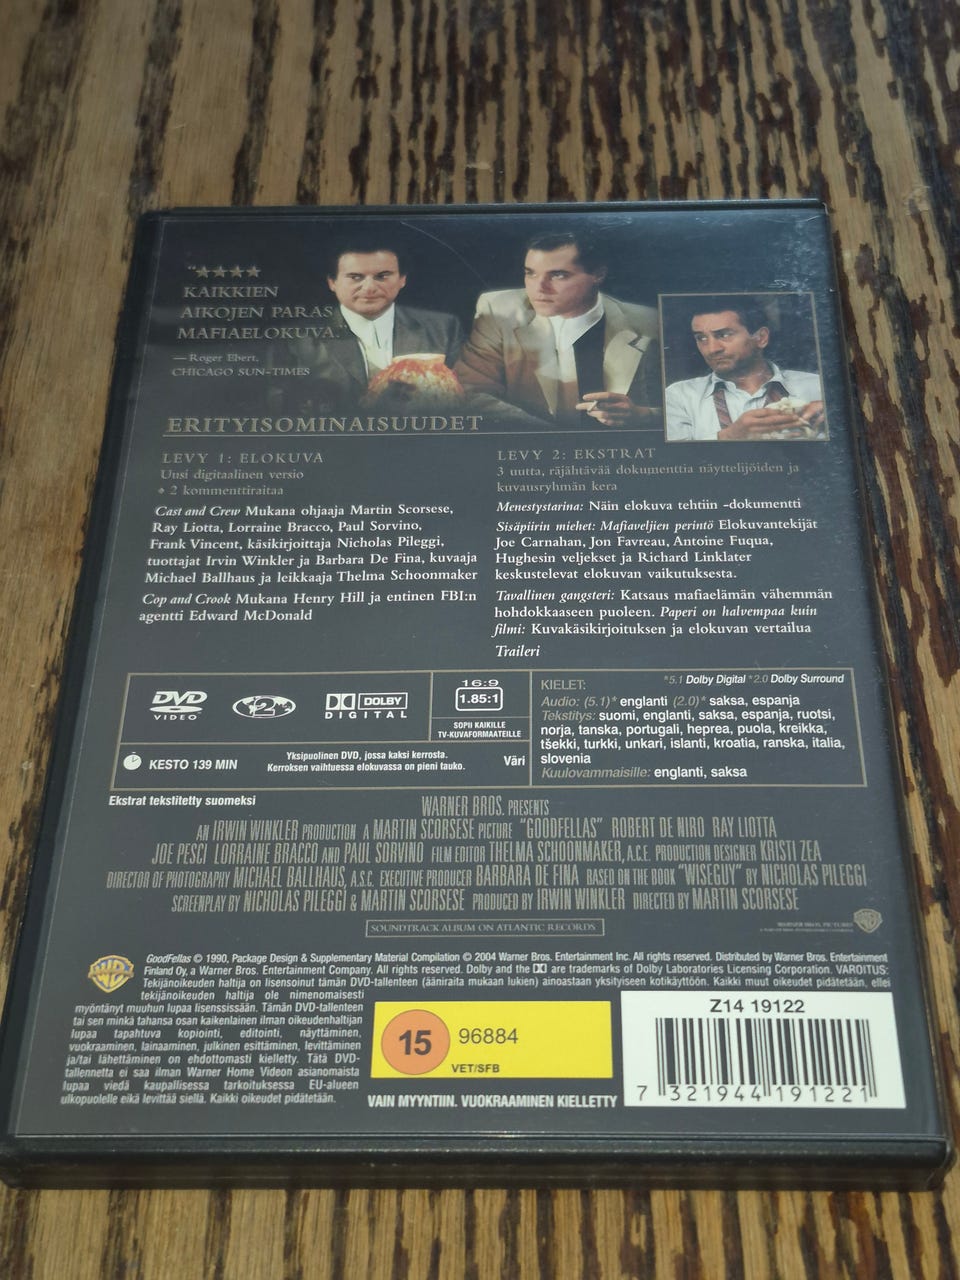 "★★★★
KAIKKIEN
AIKOJEN PARAS
MAFIAELOKUVA."
— Roger Ebert,
CHICAGO SUN-TIMES
ERITYISOMINAISUUDET
LEVY 1: ELOKUVA
Uusi digitaalinen versio
• 2 kommenttiraitaa
Cast and Crew Mukana ohjaaja Martin Scorsese,
Ray Liotta, Lorraine Bracco, Paul Sorvino,
Frank Vincent, käsikirjoittaja Nicholas Pileggi,
tuottajat Irvin Winkler ja Barbara De Fina, kuvaaja
Michael Ballhaus ja leikkaaja Thelma Schoonmaker
Cop and Crook Mukana Henry Hill ja entinen FBI:n
agentti Edward McDonald
LEVY 2: EKSTRAT
3 uutta, räjähtävää dokumenttia näyttelijöiden ja
kuvausryhmän kera
Menestystarina: Näin elokuva tehtiin -dokumentti
Sisäpiirin miehet: Mafiaveljien perintö Elokuvantekijät
Joe Carnahan, Jon Favreau, Antoine Fuqua,
Hughesin veljekset ja Richard Linklater
keskustelevat elokuvan vaikutuksesta.
Tavallinen gangsteri: Katsaus mafiaelämän vähemmän
hohdokkaaseen puoleen. Paperi on halvempaa kuin
filmi: Kuvakäsikirjoituksen ja elokuvan vertailua
Traileri
DVD
VIDEO
2
DOLBY
DIGITAL
16:9
1.85:1
SOPII KAIKILLE
TV-KUVAFORMAATEILLE
KESTO 139 MIN
Yksipuolinen DVD, jossa kaksi kerrosta.
Kerroksen vaihtuessa elokuvassa on pieni tauko.
Väri
KIELET: *5.1 Dolby Digital *2.0 Dolby Surround
Audio: (5.1)* englanti (2.0)* saksa, espanja
Tekstitys: suomi, englanti, saksa, espanja, ruotsi,
norja, tanska, portugali, heprea, puola, kreikka,
tšekki, turkki, unkari, islanti, kroatia, ranska, italia,
slovenia
Kuulovammaisille: englanti, saksa
Ekstrat tekstitetty suomeksi
WARNER BROS. PRESENTS
AN IRWIN WINKLER PRODUCTION A MARTIN SCORSESE PICTURE "GOODFELLAS" ROBERT DE NIRO RAY LIOTTA
JOE PESCI LORRAINE BRACCO AND PAUL SORVINO FILM EDITOR THELMA SCHOONMAKER, A.C.E. PRODUCTION DESIGNER KRISTI ZEA
DIRECTOR OF PHOTOGRAPHY MICHAEL BALLHAUS, A.S.C. EXECUTIVE PRODUCER BARBARA DE FINA BASED ON THE BOOK "WISEGUY" BY NICHOLAS PILEGGI
SCREENPLAY BY NICHOLAS PILEGGI & MARTIN SCORSESE PRODUCED BY IRWIN WINKLER DIRECTED BY MARTIN SCORSESE
SOUNDTRACK ALBUM ON ATLANTIC RECORDS
WARNER BROS. PICTURES
GoodFellas © 1990, Package Design & Supplementary Material Compilation © 2004 Warner Bros. Entertainment Inc. All rights reserved. Distributed by Warner Bros. Entertainment
Finland Oy, a Warner Bros. Entertainment Company. All rights reserved. Dolby and the are trademarks of Dolby Laboratories Licensing Corporation. VAROITUS:
Tekijänoikeuden haltija on lisensoinut tämän DVD-tallenteen (ääniraita mukaan lukien) ainoastaan yksityiseen kotikäyttöön. Kaikki muut oikeudet pidätetään, ellei
tekijänoikeuden haltija ole nimenomaisesti
myöntänyt muuhun lupaa lisenssissään. Tämän DVD-tallenteen
tai sen minkä tahansa osan kaikenlainen ilman oikeudenhaltijan
lupaa tapahtuva kopiointi, editointi, näyttäminen,
vuokraaminen, lainaaminen, julkinen esittäminen, levittäminen
ja/tai lähettäminen on ehdottomasti kielletty. Tätä DVD-
tallennetta ei saa ilman Warner Home Videon asianomaista
lupaa viedä kaupallisessa tarkoituksessa EU-alueen
ulkopuolelle eikä levittää siellä. Kaikki oikeudet pidätetään.
15
96884
VET/SFB
VAIN MYYNTIIN. VUOKRAAMINEN KIELLETTY
Z14 19122
7 321944 191221